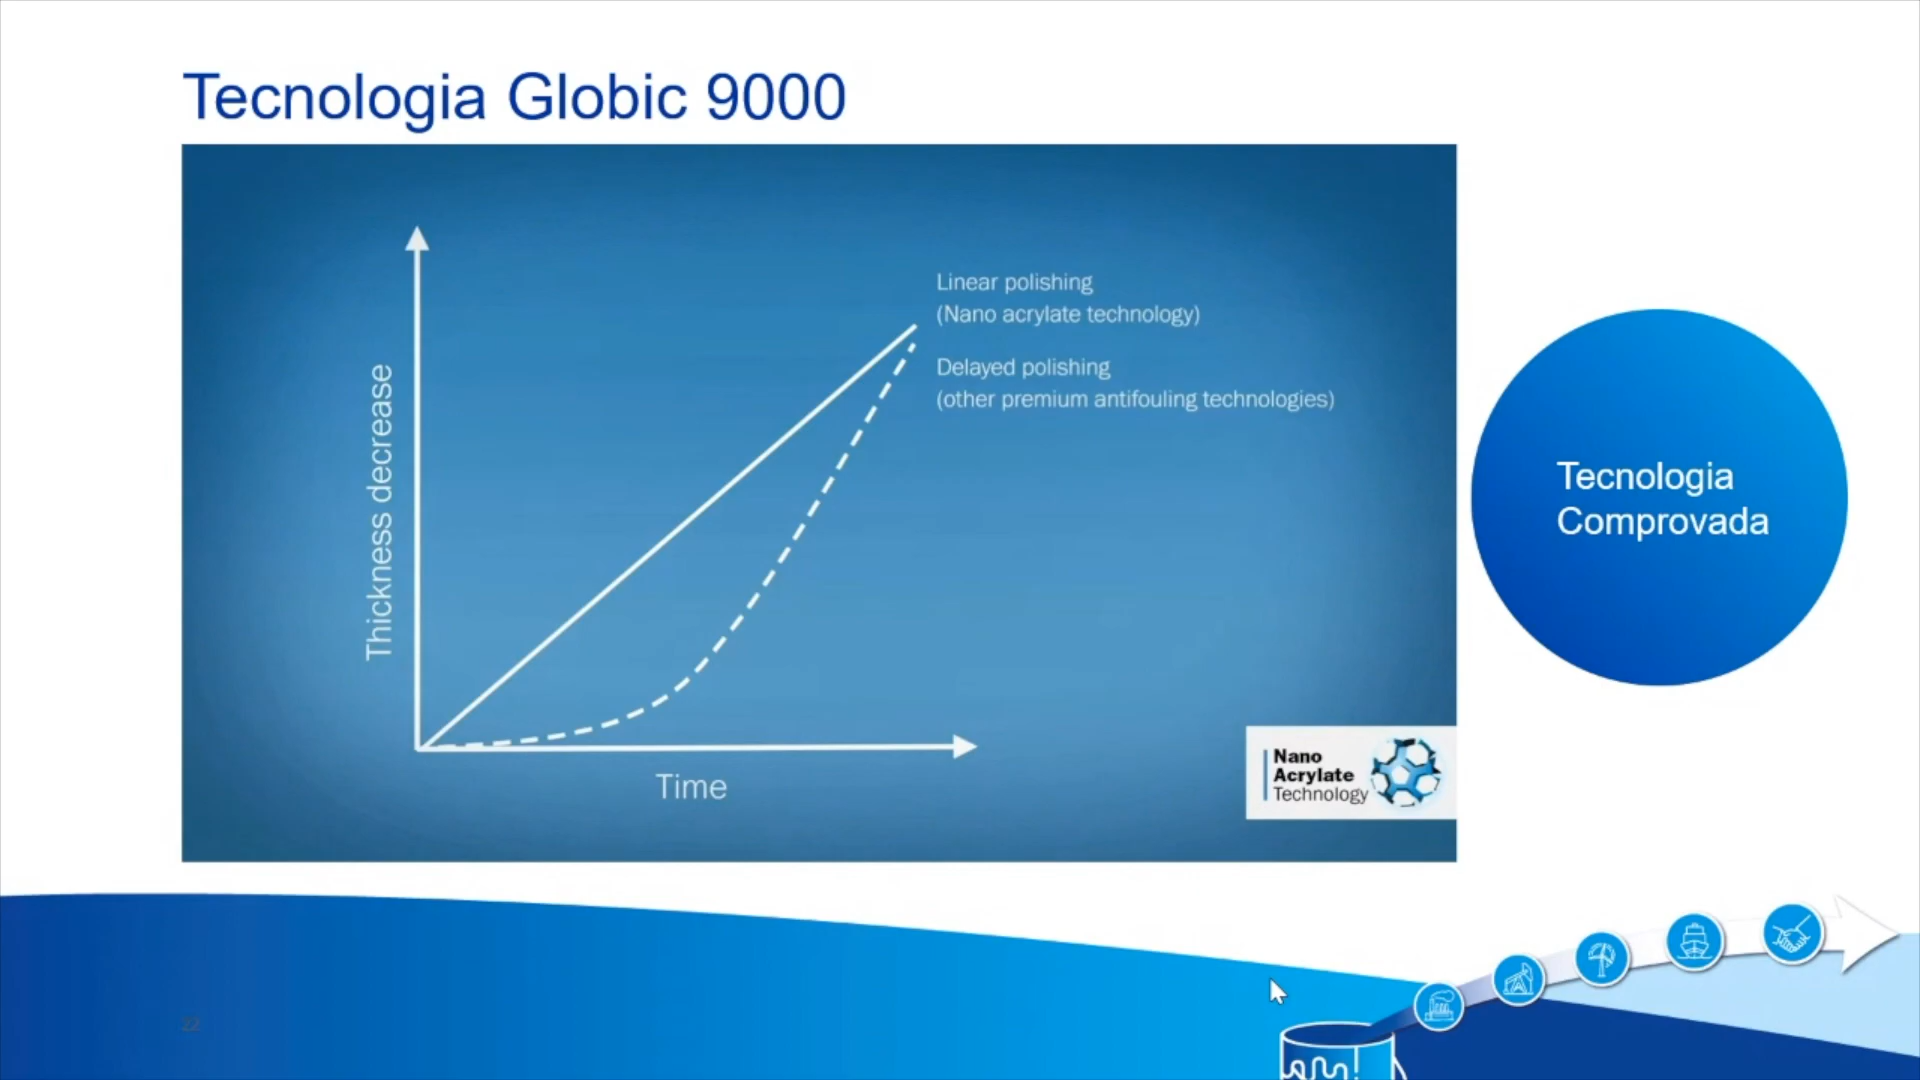 Tecnologia Globic 9000
Linear polishing
(Nano acrylate technology)
Delayed polishing
(other premium antifouling technologies)
Thickness decrease
Time
Nano
Acrylate
Technology
Tecnologia
Comprovada
22